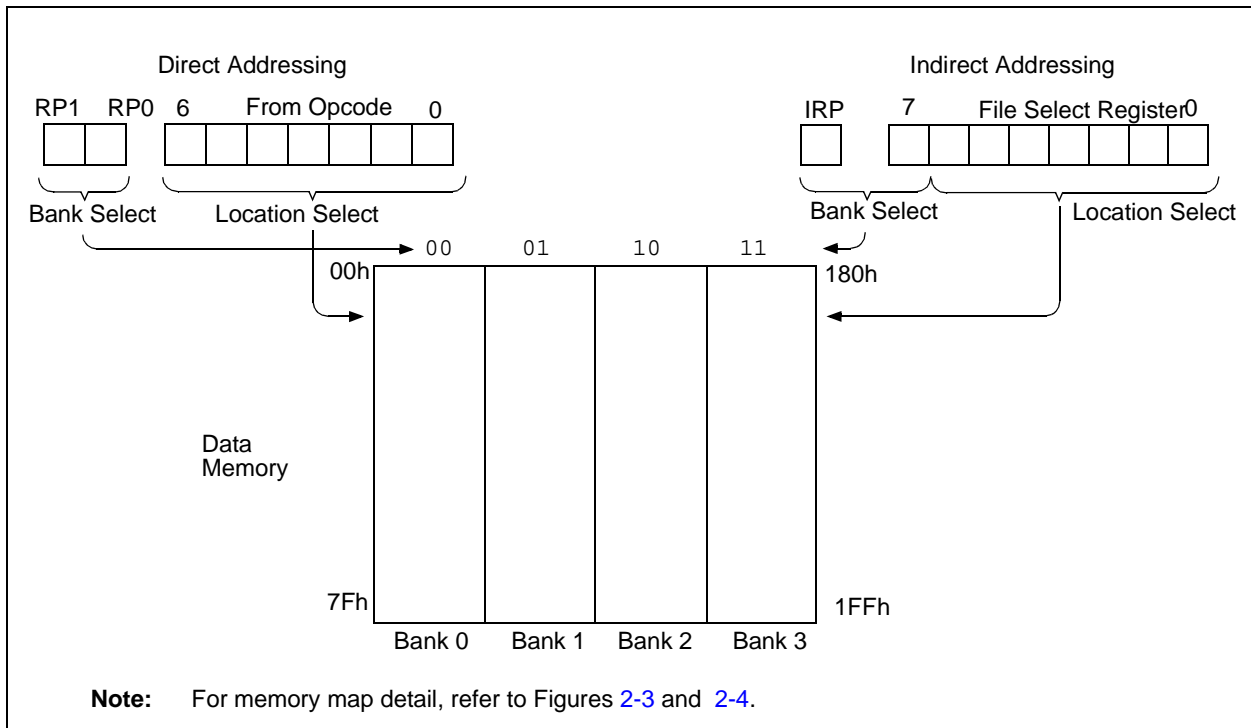 Direct Addressing
Indirect Addressing
RP1 RP0 6 From Opcode 0
IRP 7 File Select Register 0
Bank Select Location Select
Bank Select Location Select
00 01 10 11
00h
180h
Data
Memory
7Fh
1FFh
Bank 0 Bank 1 Bank 2 Bank 3
Note: For memory map detail, refer to Figures 2-3 and 2-4.